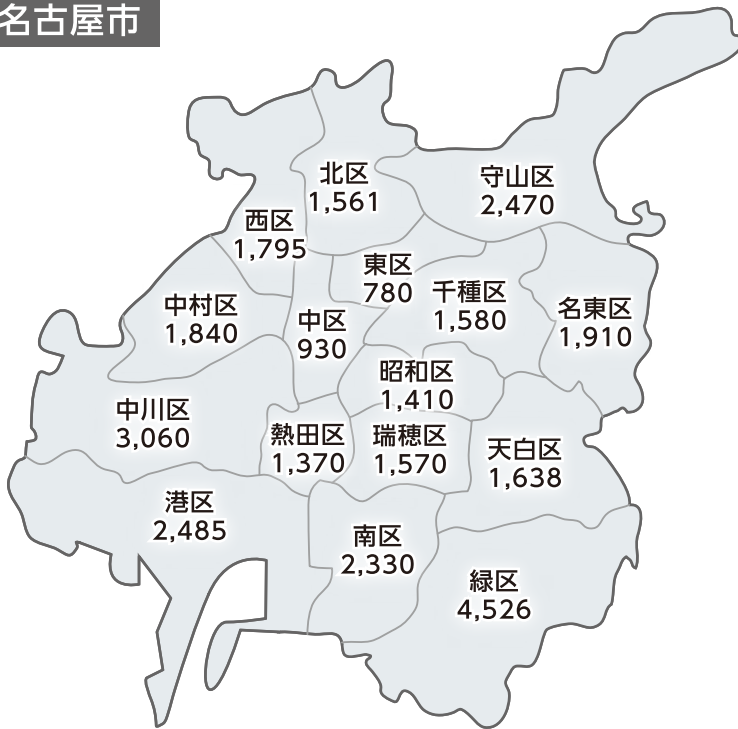 名古屋市
北区
1,561
守山区
2,470
西区
1,795
東区
780
千種区
1,580
名東区
1,910
中村区
1,840
中区
930
昭和区
1,410
中川区
3,060
熱田区
1,370
瑞穂区
1,570
天白区
1,638
港区
2,485
南区
2,330
緑区
4,526